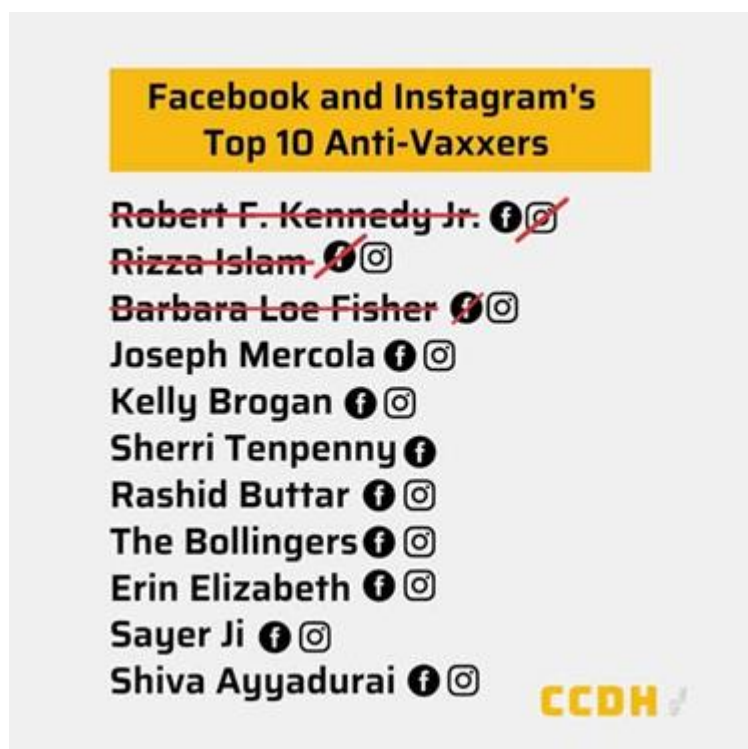 Facebook and Instagram's
Top 10 Anti-Vaxxers
Robert F. Kennedy Jr.
Rizza Islam
Barbara Loe Fisher
Joseph Mercola
Kelly Brogan
Sherri Tenpenny
Rashid Buttar
The Bollingers
Erin Elizabeth
Sayer Ji
Shiva Ayyadurai
CCDH